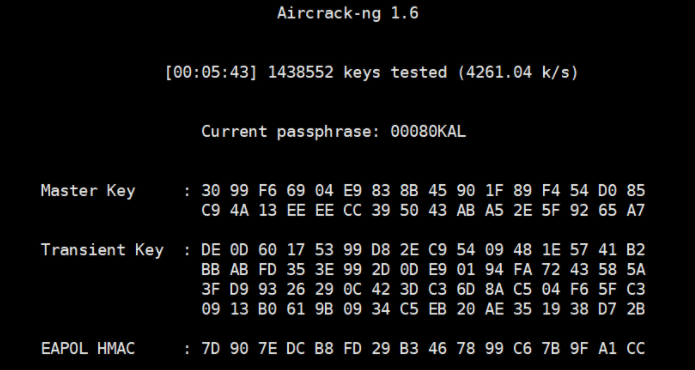 Aircrack-ng 1.6
[00:05:43] 1438552 keys tested (4261.04 k/s)
Current passphrase: 00080KAL
Master Key : 30 99 F6 69 04 E9 83 8B 45 90 1F 89 F4 54 D0 85
C9 4A 13 EE EE CC 39 50 43 AB A5 2E 5F 92 65 A7
Transient Key : DE 0D 60 17 53 99 D8 2E C9 54 09 48 1E 57 41 B2
BB AB FD 35 3E 99 2D 0D E9 01 94 FA 72 43 58 5A
3F D9 93 26 29 0C 42 3D C3 6D 8A C5 04 F6 5F C3
09 13 B0 61 9B 09 34 C5 EB 20 AE 35 19 38 D7 2B
EAPOL HMAC : 7D 90 7E DC B8 FD 29 B3 46 78 99 C6 7B 9F A1 CC